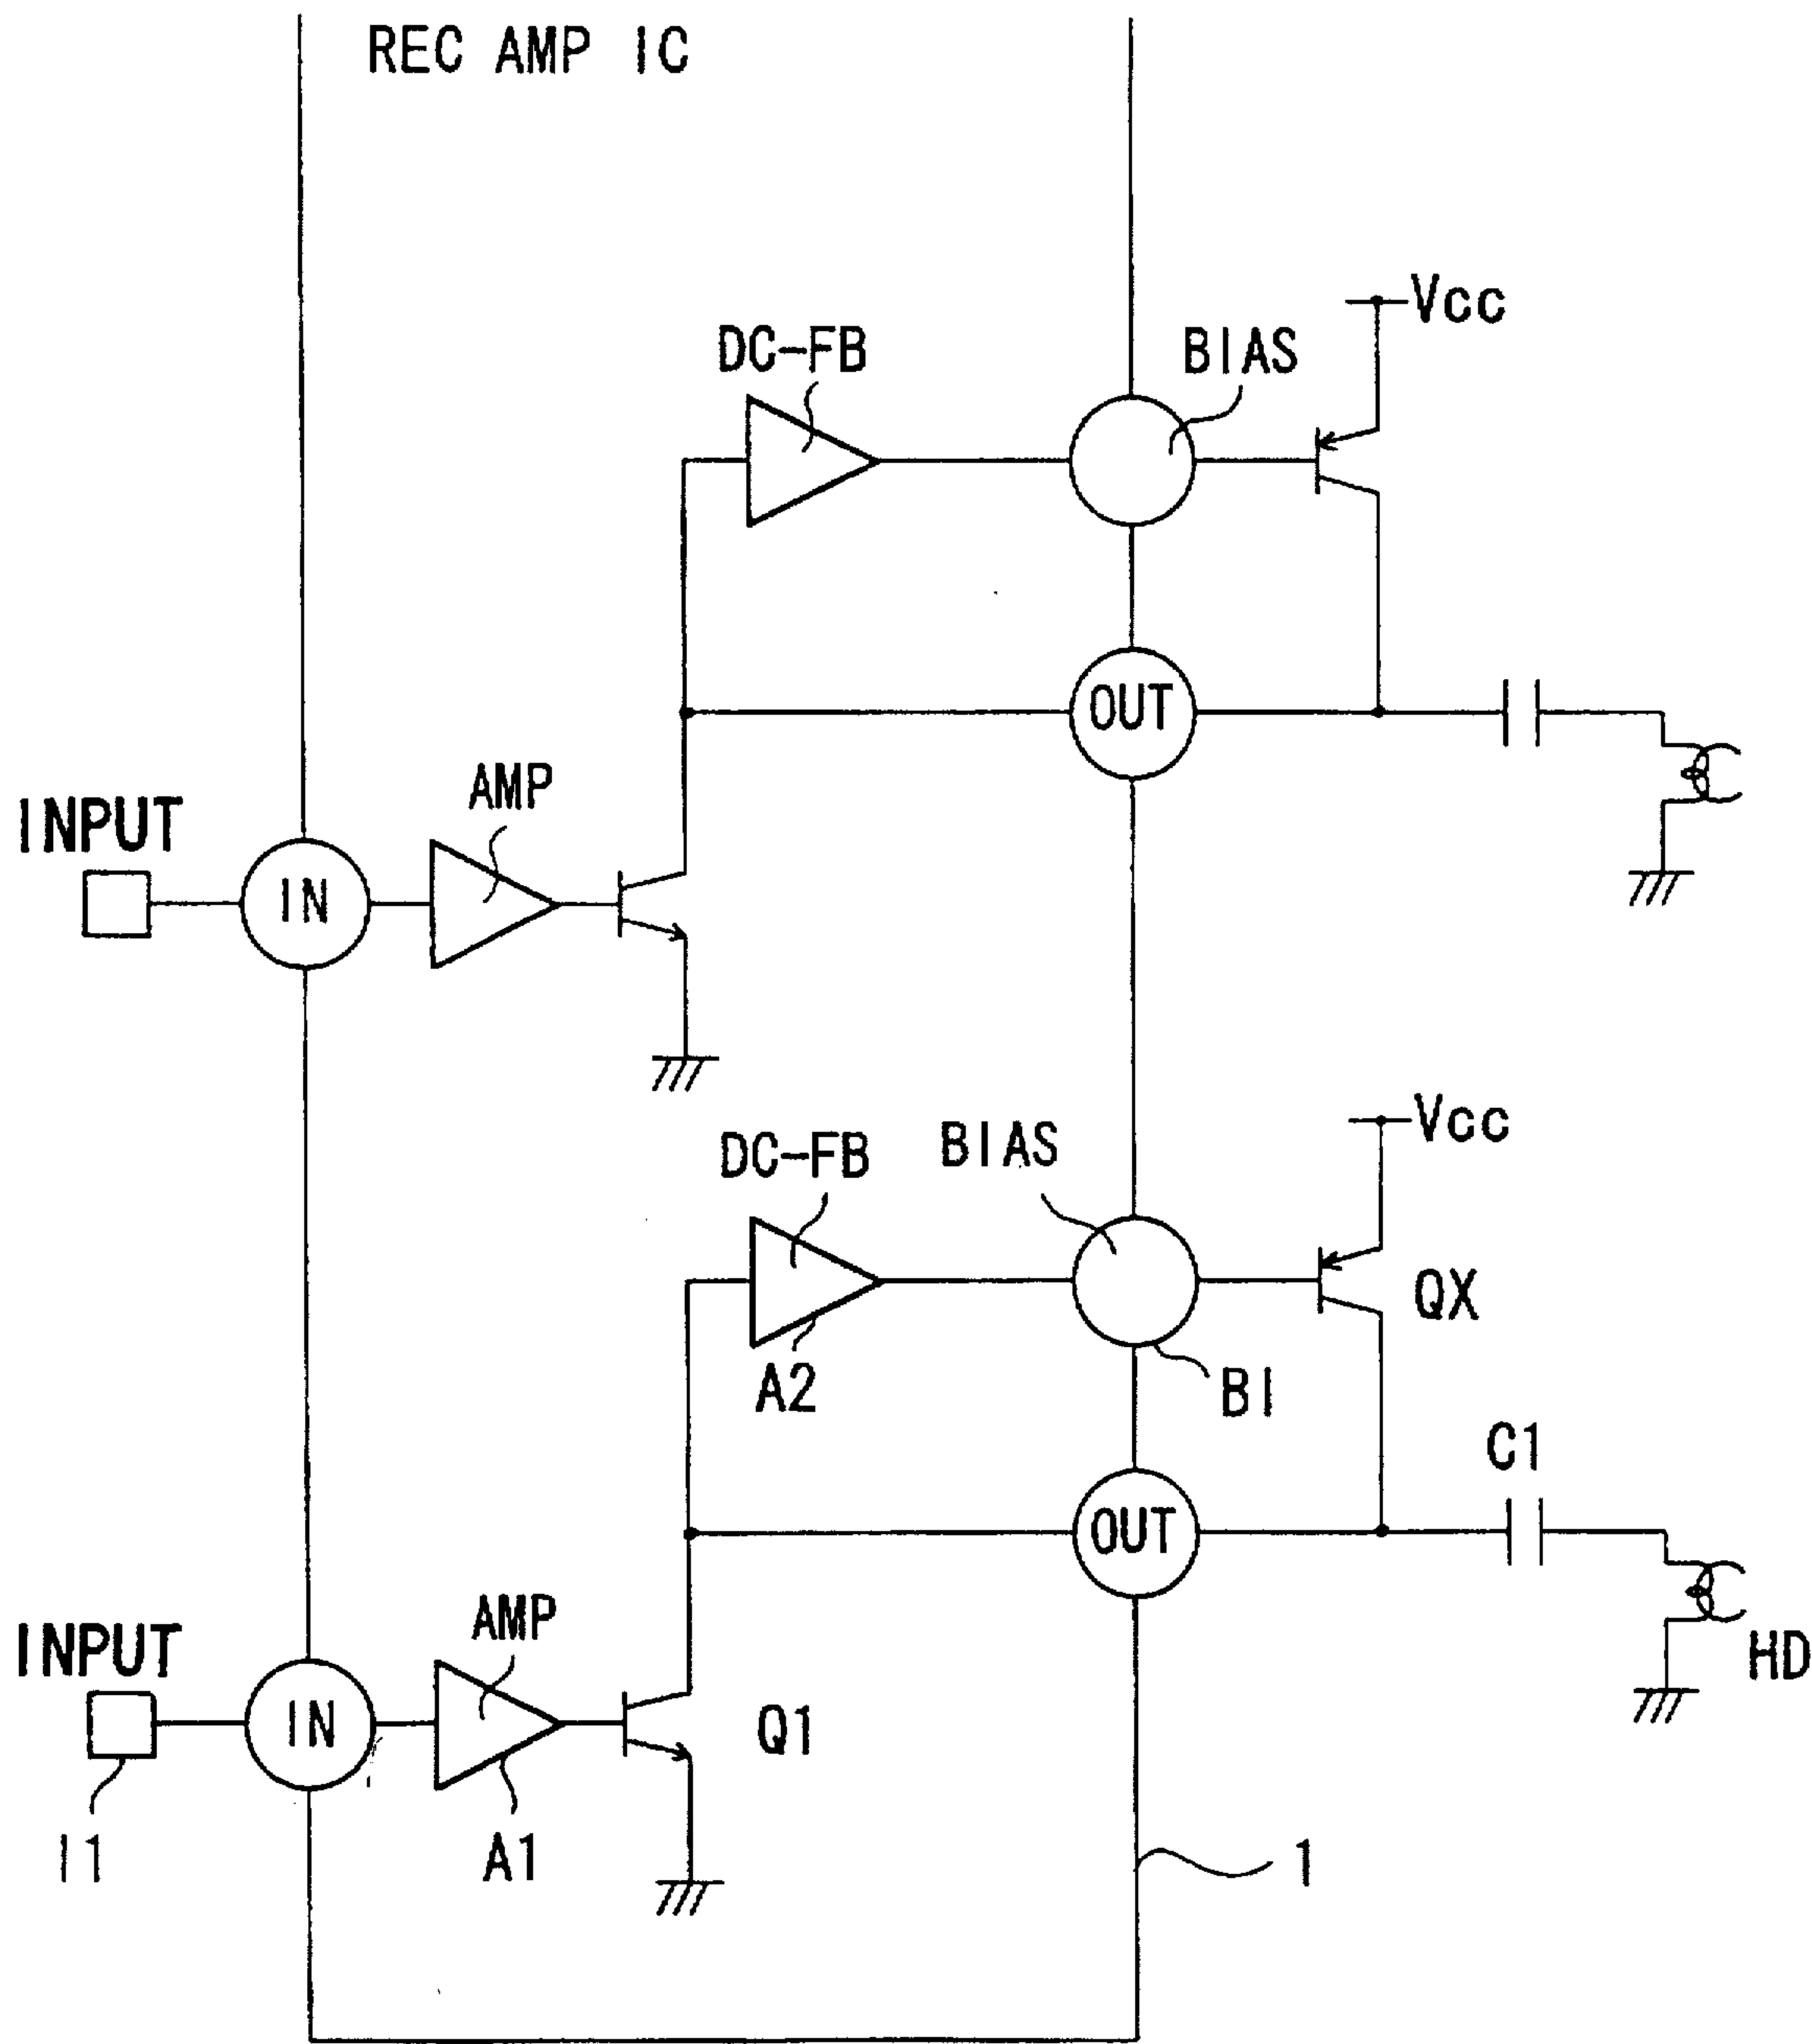 REC AMP IC
Vcc
DC-FB
BIAS
OUT
AMP
INPUT
IN
Vcc
DC-FB
BIAS
QX
A2
BI
C1
OUT
AMP
INPUT
HD
IN
Q1
I1
A1
1